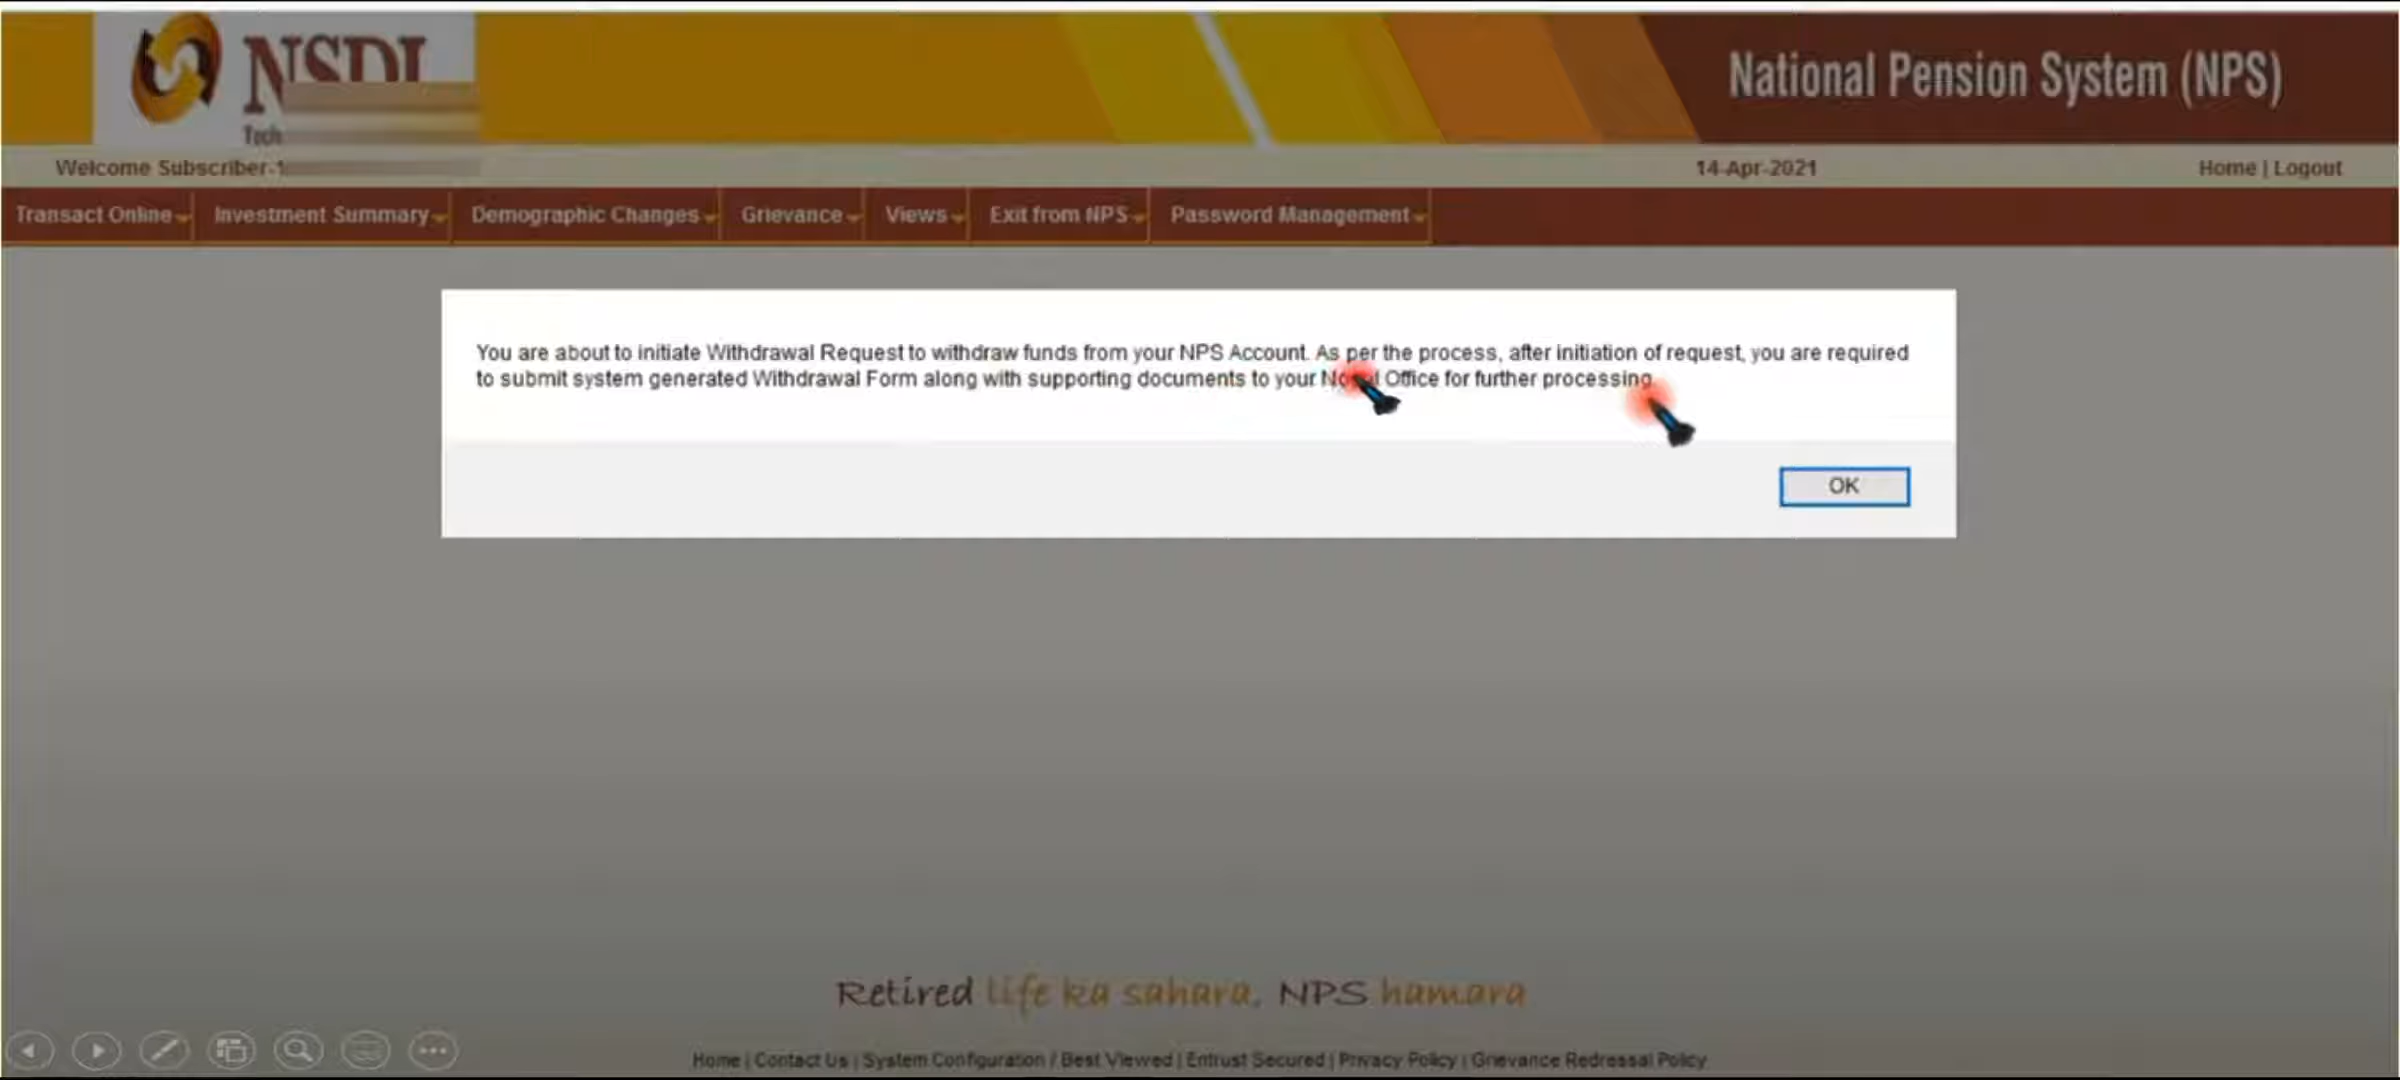 NSDL
Tech
National Pension System (NPS)
Welcome Subscriber-1
14-Apr-2021
Home | Logout
Transact Online
Investment Summary
Demographic Changes
Grievance
Views
Exit from NPS
Password Management
You are about to initiate Withdrawal Request to withdraw funds from your NPS Account. As per the process, after initiation of request, you are required
to submit system generated Withdrawal Form along with supporting documents to your Office for further processing
OK
Retired life ka sahara, NPS hamara
Home | Contact Us | System Configuration / Best Viewed | Entrust Secured | Privacy Policy | Grievance Redressal Policy